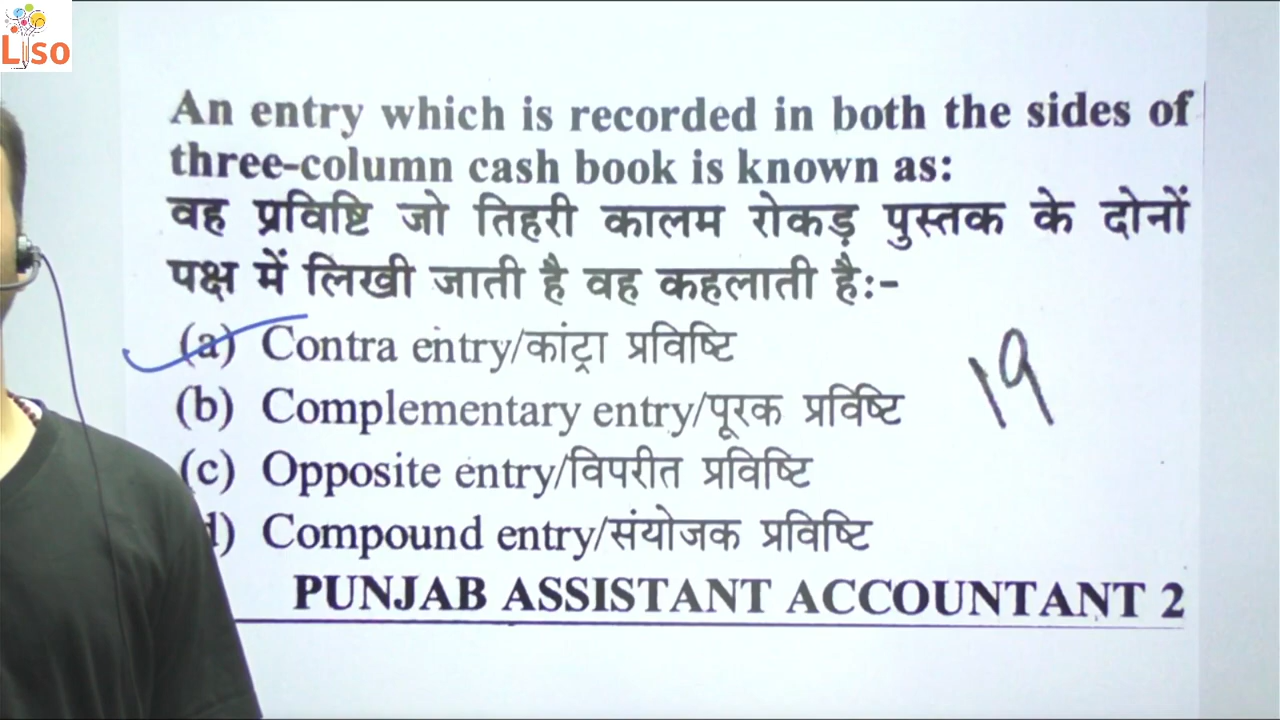 Liso
An entry which is recorded in both the sides of
three-column cash book is known as:
वह प्रविष्टि जो तिहरी कालम रोकड़ पुस्तक के दोनों
पक्ष में लिखी जाती है वह कहलाती है:-
(a) Contra entry/कांट्रा प्रविष्टि
(b) Complementary entry/पूरक प्रविष्टि
(c) Opposite entry/विपरीत प्रविष्टि
d) Compound entry/संयोजक प्रविष्टि
19
PUNJAB ASSISTANT ACCOUNTANT 2